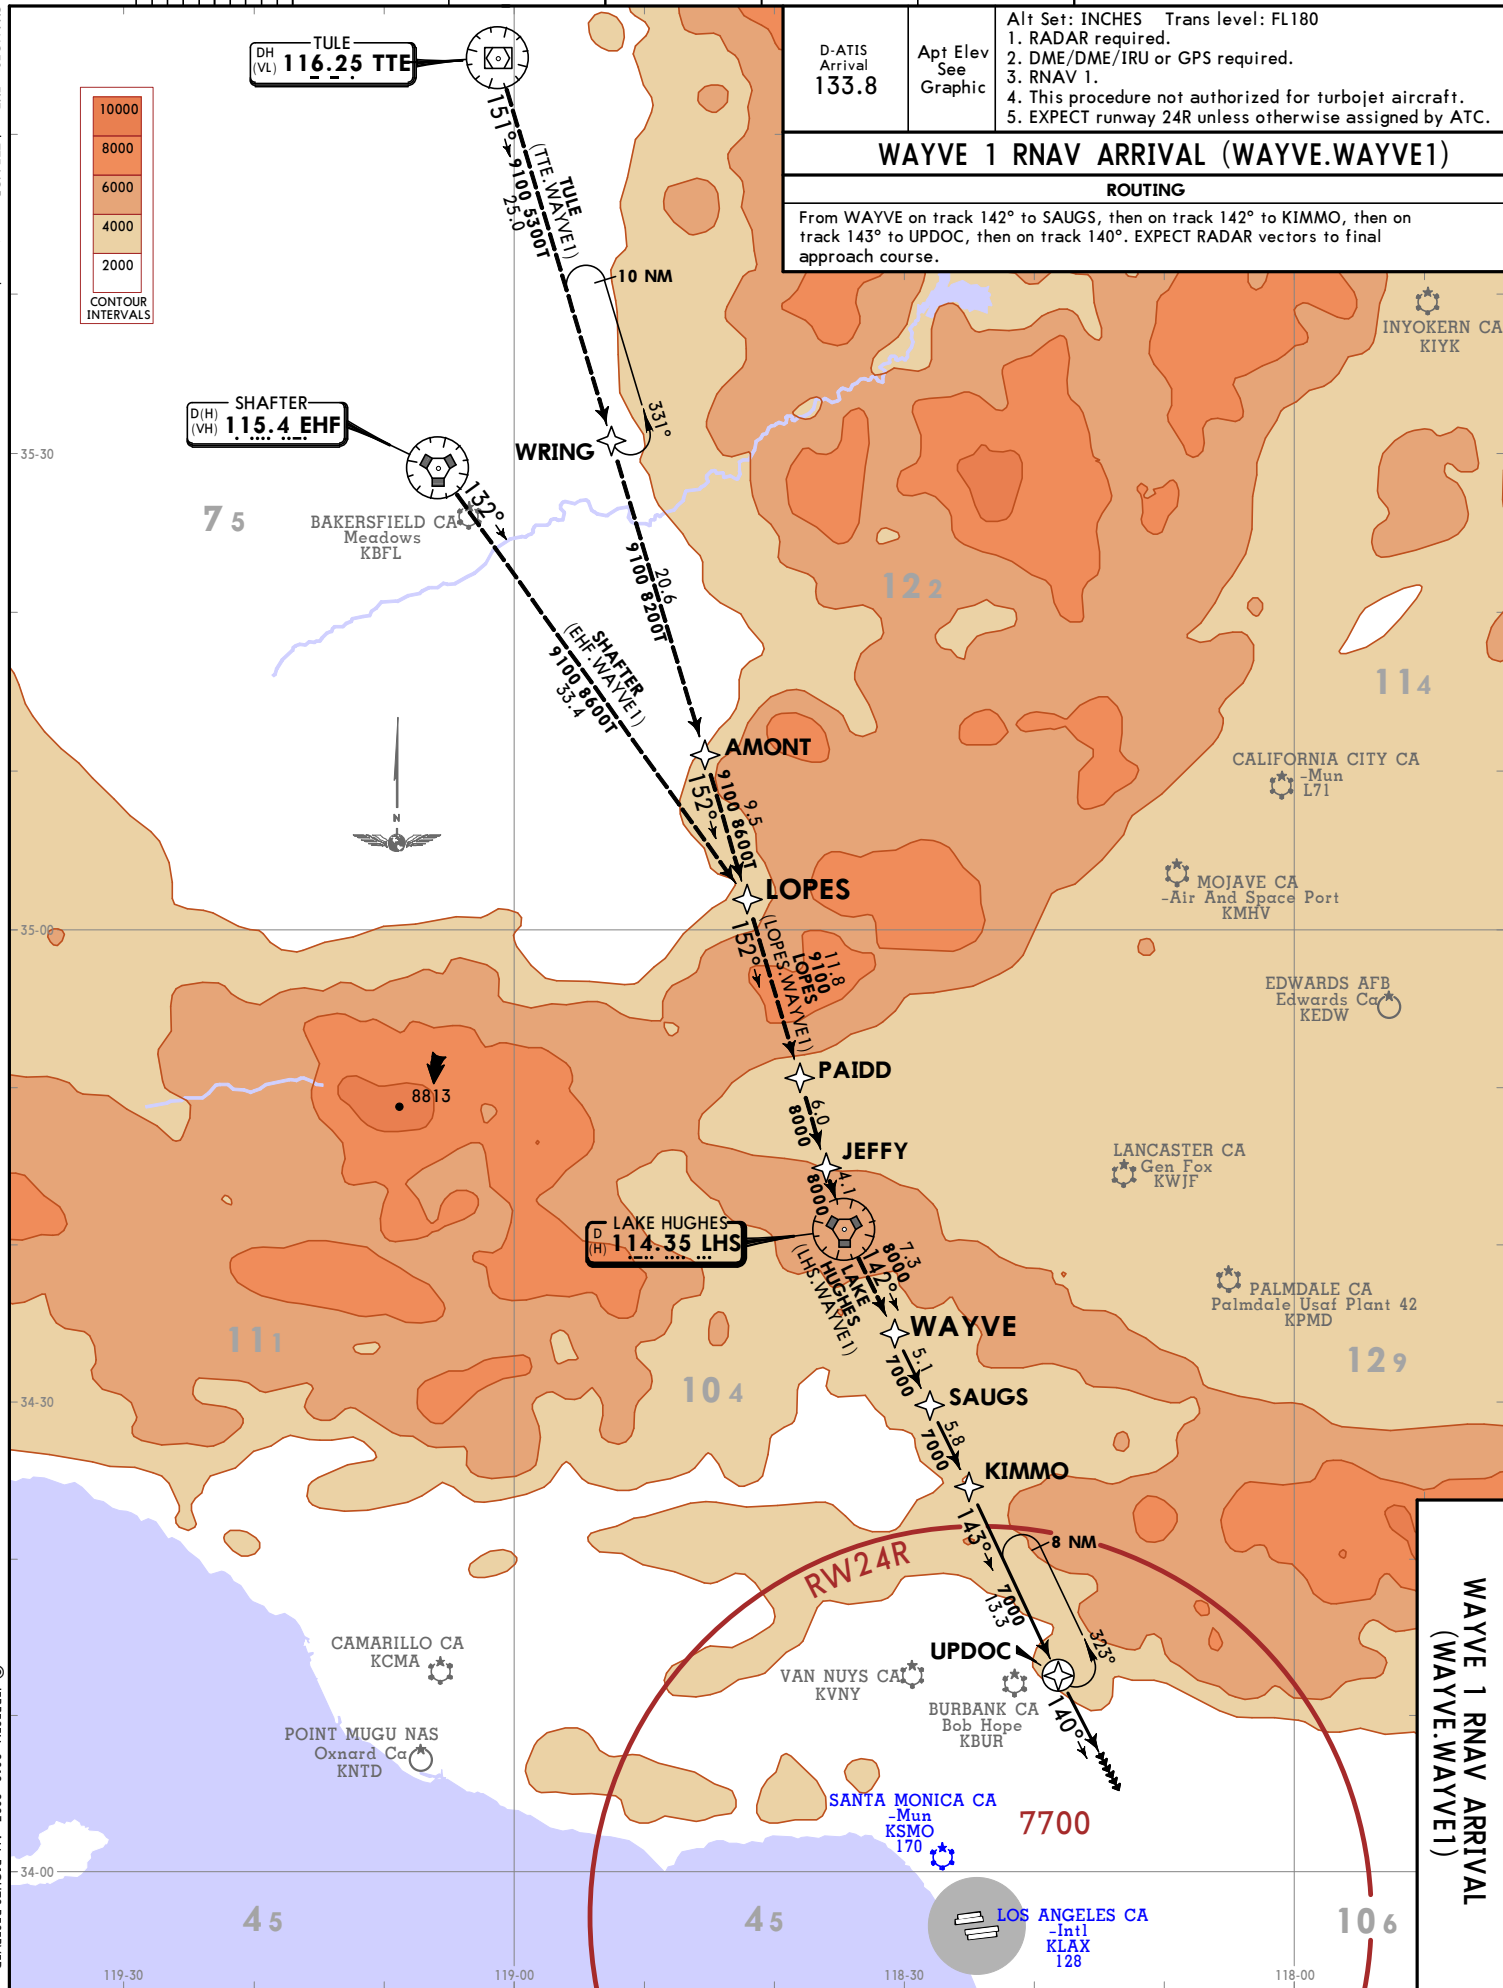 TULE
DH
(VL) 116.25 TTE
10000
8000
6000
4000
2000
CONTOUR
INTERVALS
D-ATIS
Arrival
133.8
Apt Elev
See
Graphic
Alt Set: INCHES Trans level: FL180
1. RADAR required.
2. DME/DME/IRU or GPS required.
3. RNAV 1.
4. This procedure not authorized for turbojet aircraft.
5. EXPECT runway 24R unless otherwise assigned by ATC.
WAYVE 1 RNAV ARRIVAL (WAYVE.WAYVE1)
ROUTING
From WAYVE on track 142° to SAUGS, then on track 142° to KIMMO, then on
track 143° to UPDOC, then on track 140°. EXPECT RADAR vectors to final
approach course.
151°
9100 5300T
25.0
TULE
(TTE.WAYVE1)
10 NM
331°
INYOKERN CA
KIYK
SHAFTER
D(H)
(VH) 115.4 EHF
WRING
35-30
132°
75
BAKERSFIELD CA
Meadows
KBFL
20.6
9100 8200T
122
SHAFTER
(EHF.WAYVE1)
9100 8600T
33.4
114
AMONT
CALIFORNIA CITY CA
-Mun
L71
N
152°
9.5
9100 8600T
LOPES
MOJAVE CA
-Air And Space Port
KMHV
35-00
152°
11.8
9100
LOPES
(LOPES.WAYVE1)
EDWARDS AFB
Edwards Ca
KEDW
PAIDD
8813
6.0
8000
JEFFY
LANCASTER CA
Gen Fox
KWJF
4.1
8000
LAKE HUGHES
D
(H) 114.35 LHS
7.3
8000
142°
LAKE
HUGHES
(LHS.WAYVE1)
PALMDALE CA
Palmdale Usaf Plant 42
KPMD
WAYVE
111
129
5.1
7000
104
SAUGS
34-30
5.8
7000
KIMMO
143°
8 NM
RW24R
7000
13.3
323°
UPDOC
CAMARILLO CA
KCMA
VAN NUYS CA
KVNY
BURBANK CA
Bob Hope
KBUR
140°
POINT MUGU NAS
Oxnard Ca
KNTD
SANTA MONICA CA
-Mun
KSMO
170
7700
34-00
45
45
LOS ANGELES CA
-Intl
KLAX
128
106
119-30
119-00
118-30
118-00
WAYVE 1 RNAV ARRIVAL
(WAYVE.WAYVE1)